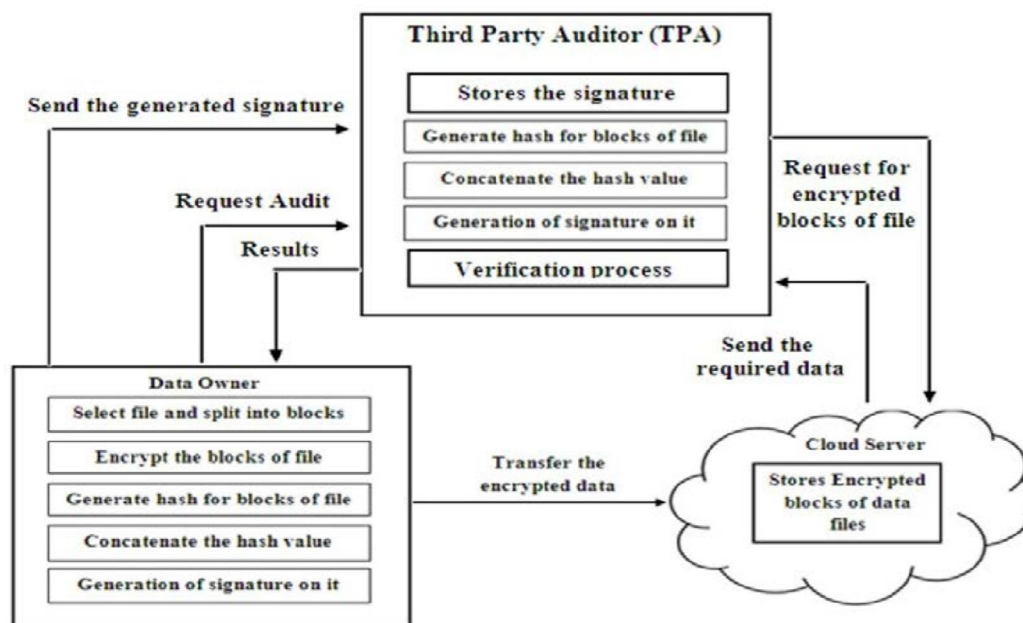 Third Party Auditor (TPA)
Stores the signature
Generate hash for blocks of file
Concatenate the hash value
Generation of signature on it
Verification process
Send the generated signature
Request Audit
Results
Request for
encrypted
blocks of file
Send the
required data
Data Owner
Select file and split into blocks
Encrypt the blocks of file
Generate hash for blocks of file
Concatenate the hash value
Generation of signature on it
Transfer the
encrypted data
Cloud Server
Stores Encrypted
blocks of data
files